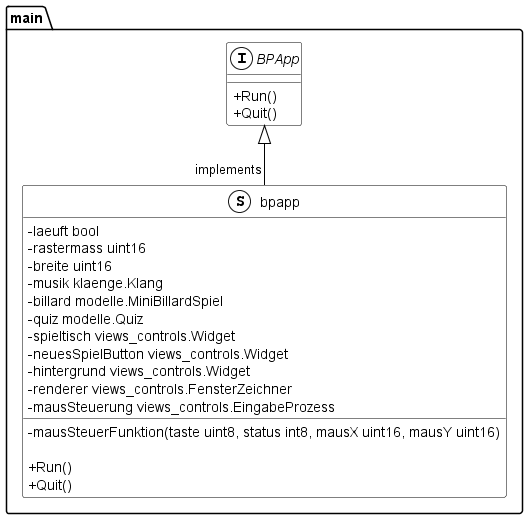 main
I BPApp
+Run()
+Quit()
implements
S bpapp
-laeuft bool
-rastermass uint16
-breite uint16
-musik klaenge.Klang
-billard modelle.MiniBillardSpiel
-quiz modelle.Quiz
-spieltisch views_controls.Widget
-neuesSpielButton views_controls.Widget
-hintergrund views_controls.Widget
-renderer views_controls.FensterZeichner
-mausSteuerung views_controls.EingabeProzess
-mausSteuerFunktion(taste uint8, status int8, mausX uint16, mausY uint16)
+Run()
+Quit()